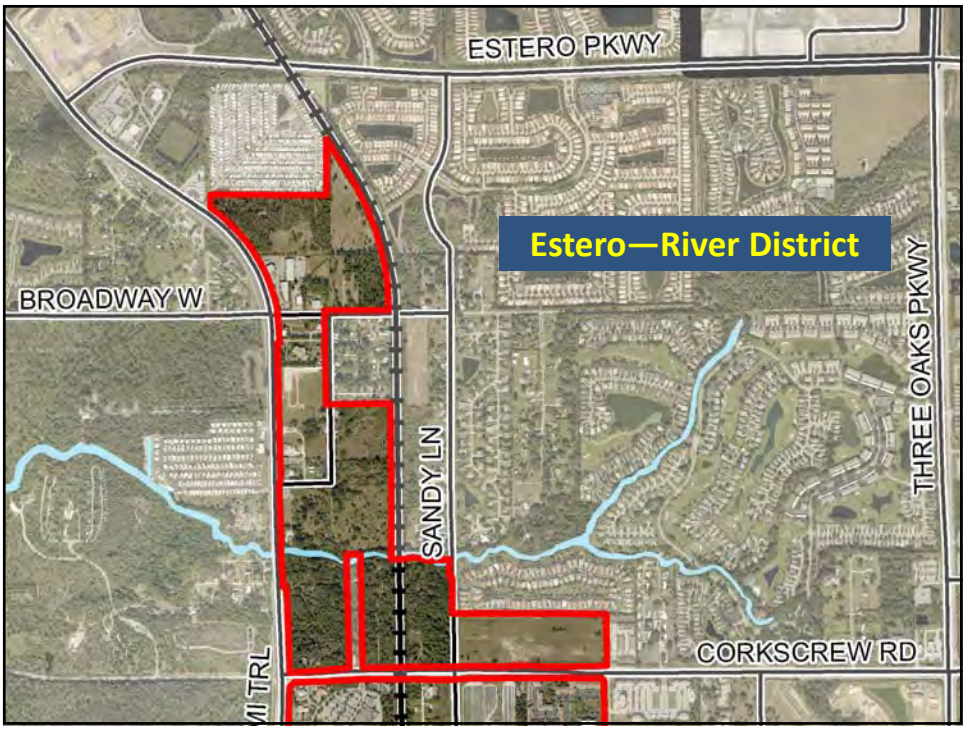 ESTERO PKWY
Estero—River District
BROADWAY W
THREE OAKS PKWY
SANDY LN
CORKSCREW RD
MI TRL